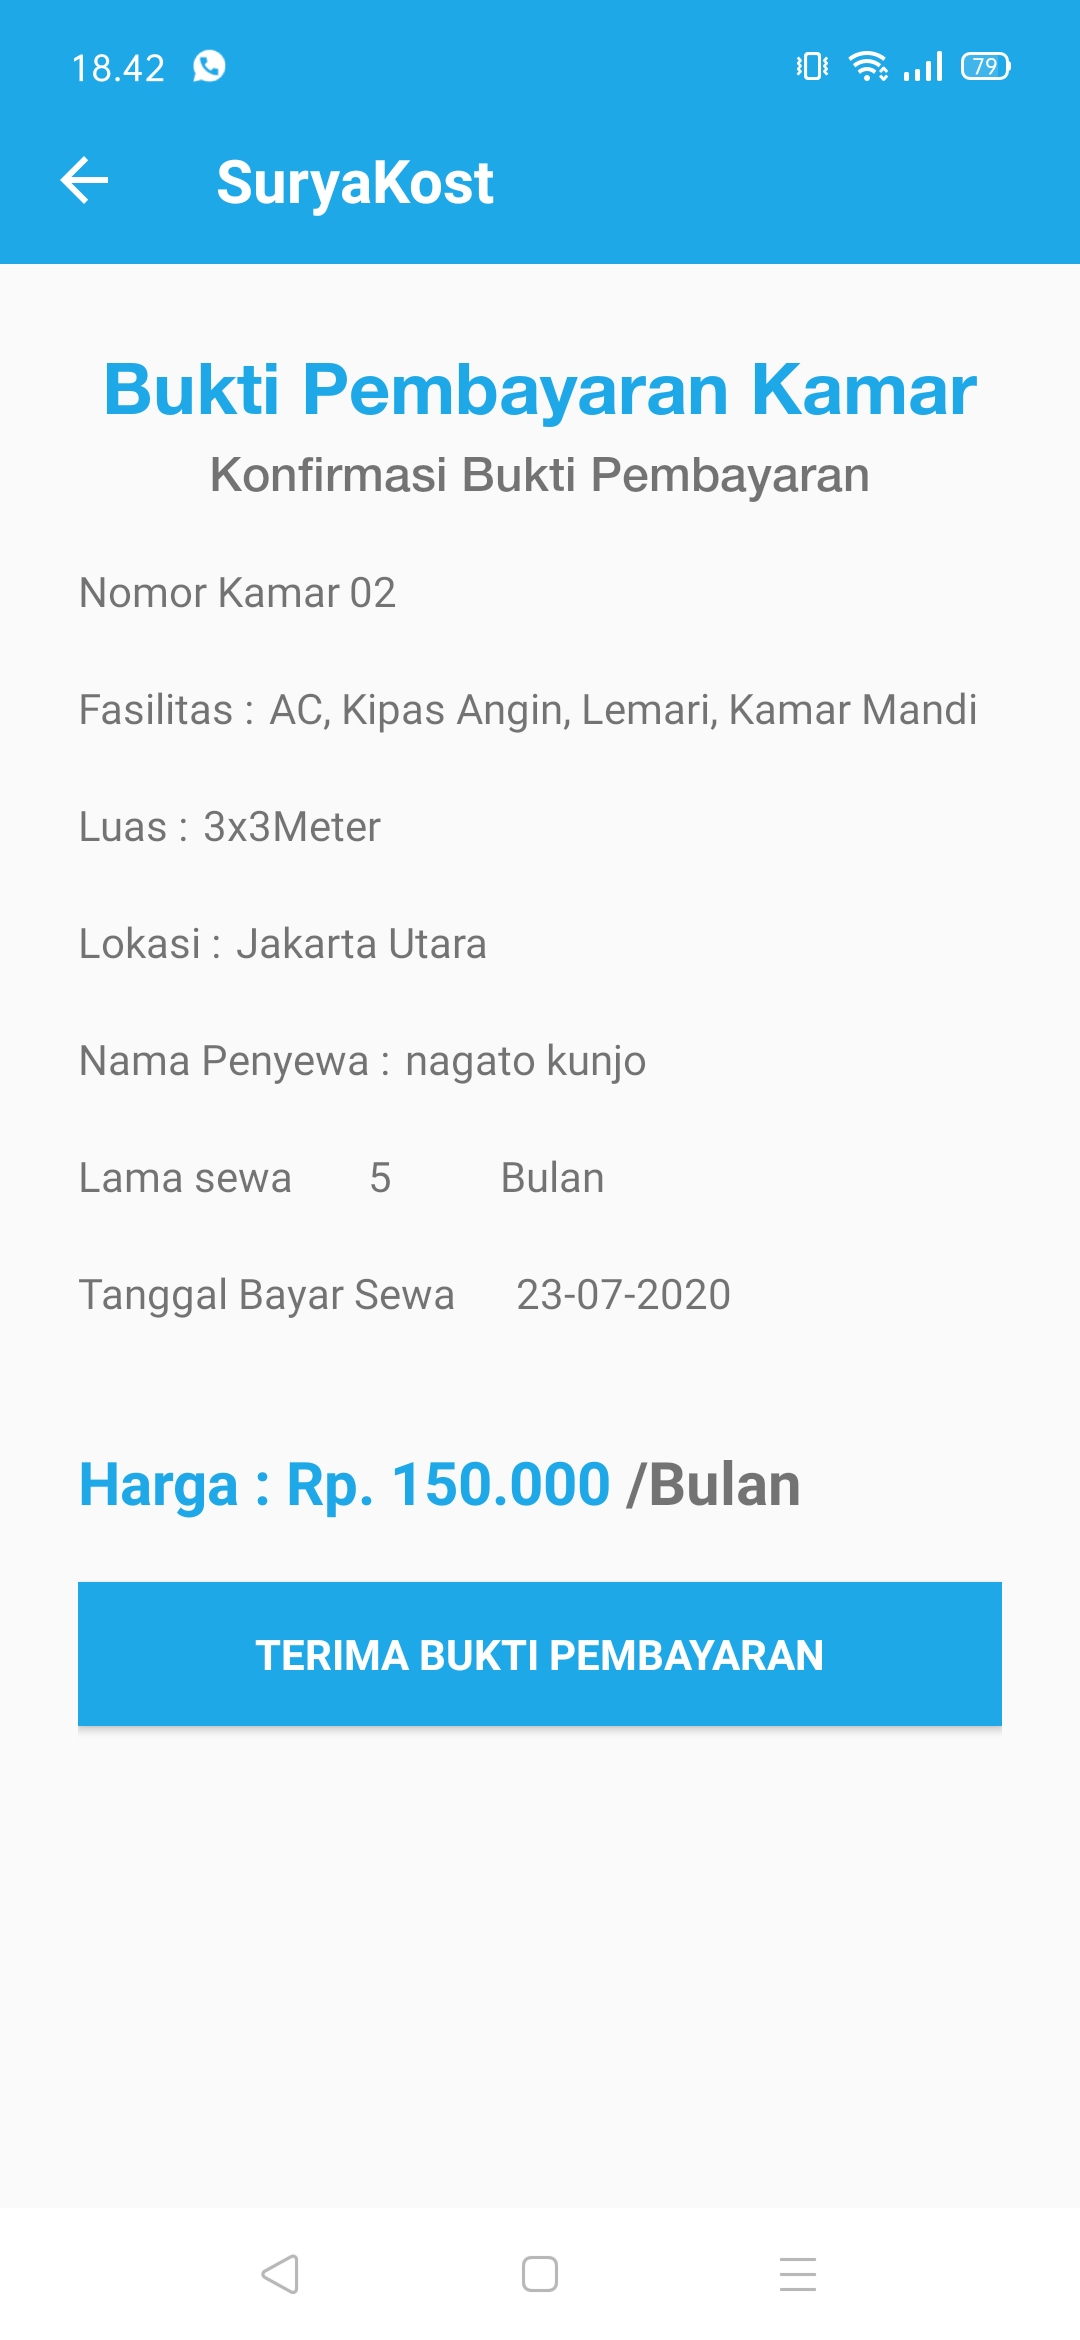 18.42
79
SuryaKost
Bukti Pembayaran Kamar
Konfirmasi Bukti Pembayaran
Nomor Kamar 02
Fasilitas : AC, Kipas Angin, Lemari, Kamar Mandi
Luas : 3x3Meter
Lokasi : Jakarta Utara
Nama Penyewa : nagato kunjo
Lama sewa 5 Bulan
Tanggal Bayar Sewa 23-07-2020
Harga : Rp. 150.000 /Bulan
TERIMA BUKTI PEMBAYARAN